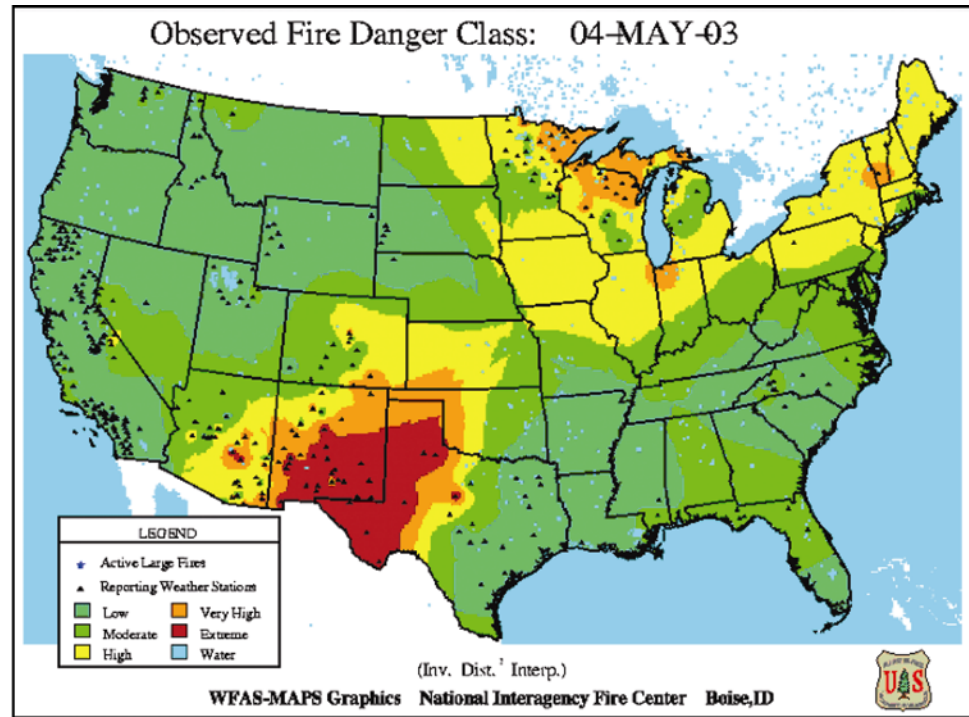 Observed Fire Danger Class: 04-MAY-03
LEGEND
Active Large Fires
Reporting Weather Stations
Low Very High
Moderate Extreme
High Water
(Inv. Dist.² Interp.)
WFAS-MAPS Graphics National Interagency Fire Center Boise,ID
U S